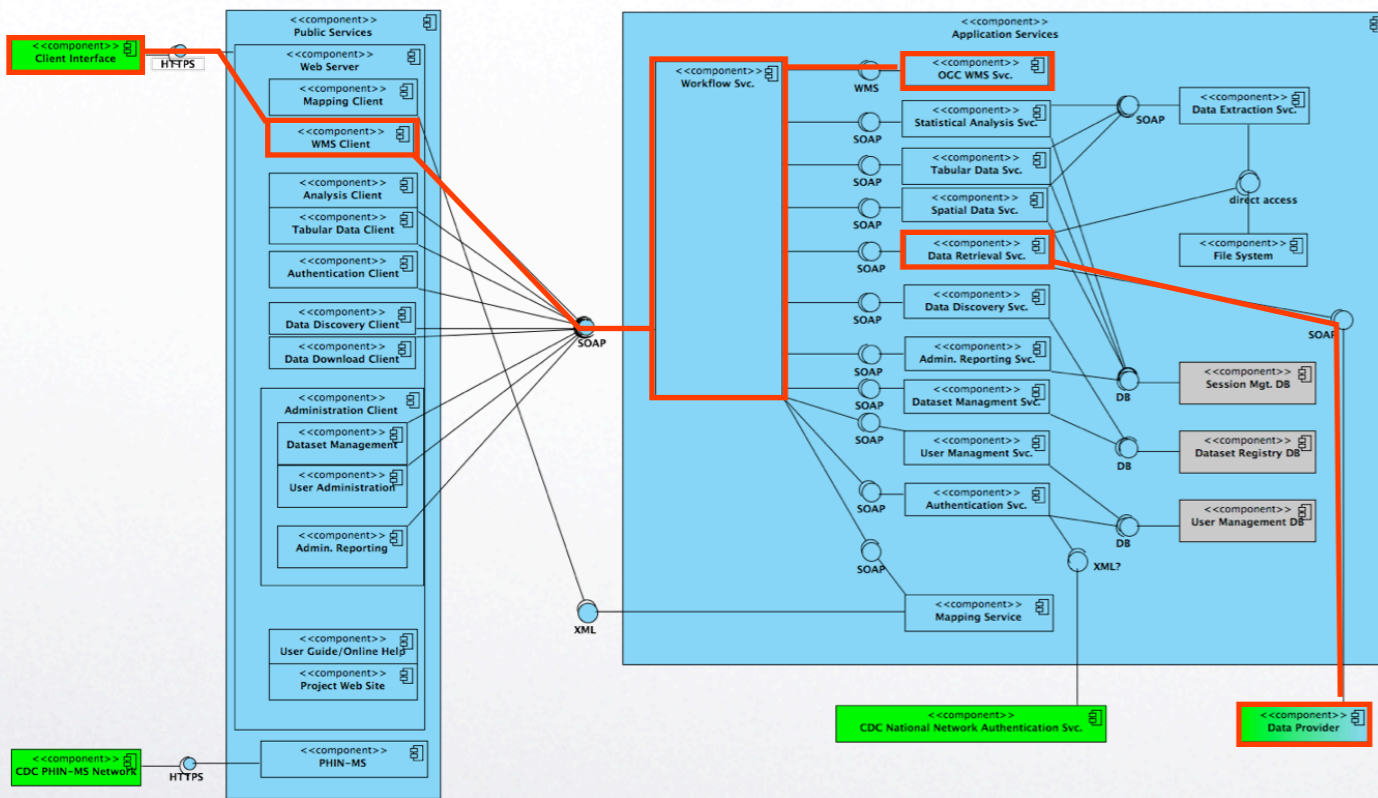 <<component>>
Client Interface
HTTPS
<<component>>
Public Services
<<component>>
Web Server
<<component>>
Mapping Client
<<component>>
WMS Client
<<component>>
Analysis Client
<<component>>
Tabular Data Client
<<component>>
Authentication Client
<<component>>
Data Discovery Client
<<component>>
Data Download Client
<<component>>
Administration Client
<<component>>
Dataset Management
<<component>>
User Administration
<<component>>
Admin. Reporting
<<component>>
User Guide/Online Help
<<component>>
Project Web Site
<<component>>
PHIN-MS
<<component>>
CDC PHIN-MS Network
HTTPS
SOAP
XML
<<component>>
Application Services
<<component>>
Workflow Svc.
WMS
SOAP
SOAP
SOAP
SOAP
SOAP
SOAP
SOAP
SOAP
SOAP
SOAP
<<component>>
OGC WMS Svc.
<<component>>
Statistical Analysis Svc.
<<component>>
Tabular Data Svc.
<<component>>
Spatial Data Svc.
<<component>>
Data Retrieval Svc.
<<component>>
Data Discovery Svc.
<<component>>
Admin. Reporting Svc.
<<component>>
Dataset Managment Svc.
<<component>>
User Managment Svc.
<<component>>
Authentication Svc.
<<component>>
Mapping Service
SOAP
<<component>>
Data Extraction Svc.
direct access
<<component>>
File System
SOAP
DB
<<component>>
Session Mgt. DB
DB
<<component>>
Dataset Registry DB
DB
<<component>>
User Management DB
XML?
<<component>>
CDC National Network Authentication Svc.
<<component>>
Data Provider